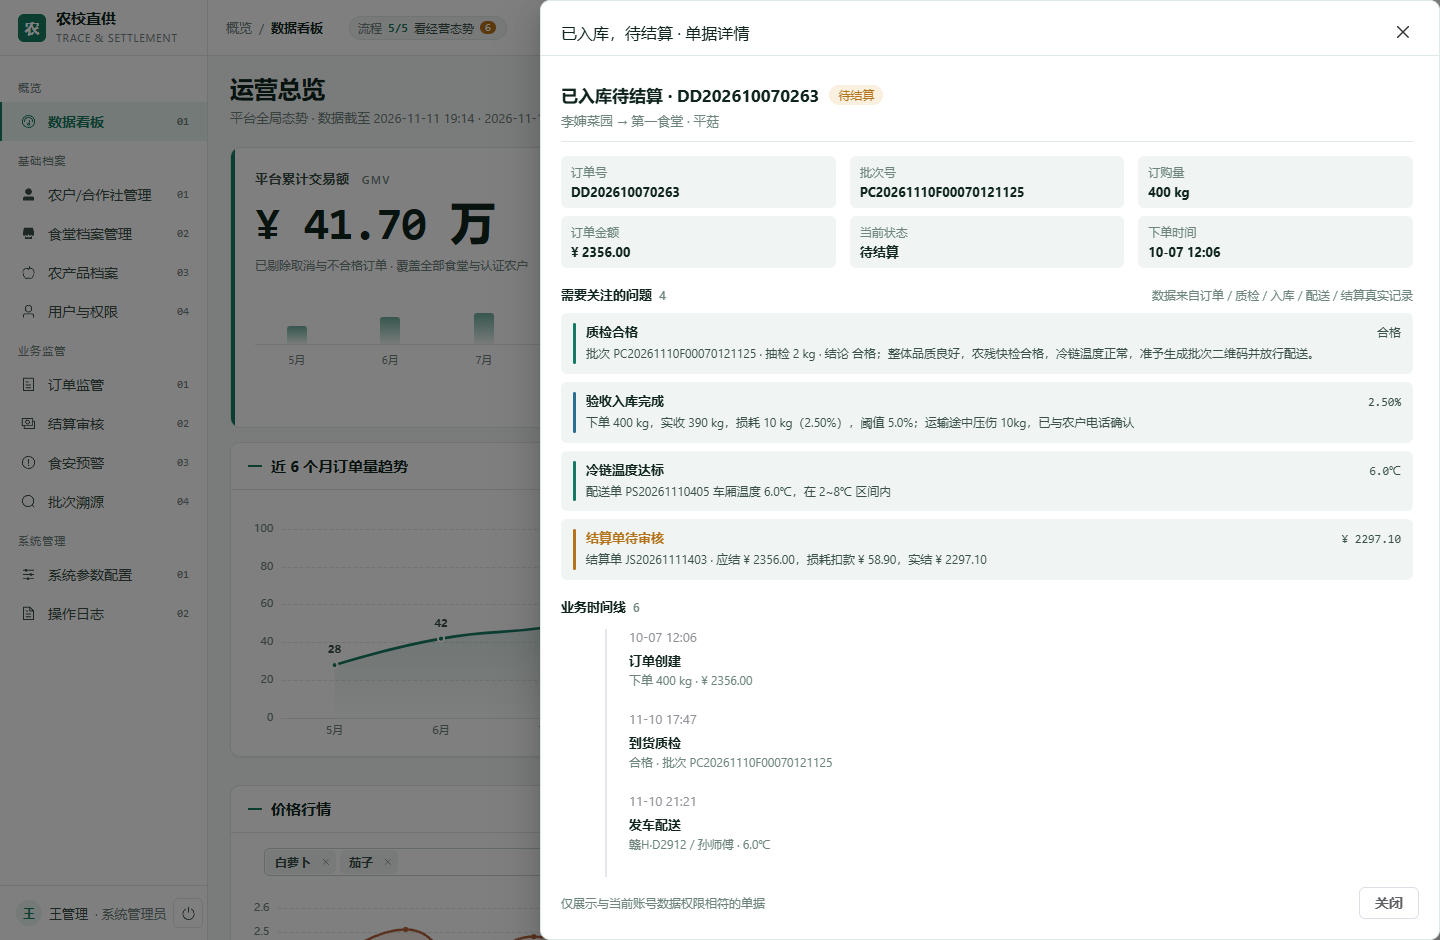 农
农校直供
TRACE & SETTLEMENT
概览
数据看板 01
基础档案
农户/合作社管理 01
食堂档案管理 02
农产品档案 03
用户与权限 04
业务监管
订单监管 01
结算审核 02
食安预警 03
批次溯源 04
系统管理
系统参数配置 01
操作日志 02
王 王管理 · 系统管理员
概览 / 数据看板 流程 5/5 看经营态势 6
运营总览
平台全局态势 · 数据截至 2026-11-11 19:14 · 2026-11-
平台累计交易额 GMV
¥ 41.70 万
已剔除取消与不合格订单 · 覆盖全部食堂与认证农户
5月 6月 7月
近 6 个月订单量趋势
100
80
60
40
20
0
28
42
5月 6月
价格行情
白萝卜 × 茄子 ×
2.6
2.5
已入库，待结算 · 单据详情
已入库待结算 · DD202610070263 待结算
李婶菜园 → 第一食堂 · 平菇
订单号
DD202610070263
批次号
PC20261110F00070121125
订购量
400 kg
订单金额
¥ 2356.00
当前状态
待结算
下单时间
10-07 12:06
需要关注的问题 4 数据来自订单 / 质检 / 入库 / 配送 / 结算真实记录
质检合格 合格
批次 PC20261110F00070121125 · 抽检 2 kg · 结论 合格；整体品质良好，农残快检合格，冷链温度正常，准予生成批次二维码并放行配送。
验收入库完成 2.50%
下单 400 kg，实收 390 kg，损耗 10 kg（2.50%），阈值 5.0%；运输途中压伤 10kg，已与农户电话确认
冷链温度达标 6.0℃
配送单 PS20261110405 车厢温度 6.0℃，在 2~8℃ 区间内
结算单待审核 ¥ 2297.10
结算单 JS20261111403 · 应结 ¥ 2356.00，损耗扣款 ¥ 58.90，实结 ¥ 2297.10
业务时间线 6
10-07 12:06
订单创建
下单 400 kg · ¥ 2356.00
11-10 17:47
到货质检
合格 · 批次 PC20261110F00070121125
11-10 21:21
发车配送
赣H·D2912 / 孙师傅 · 6.0℃
仅展示与当前账号数据权限相符的单据
关闭